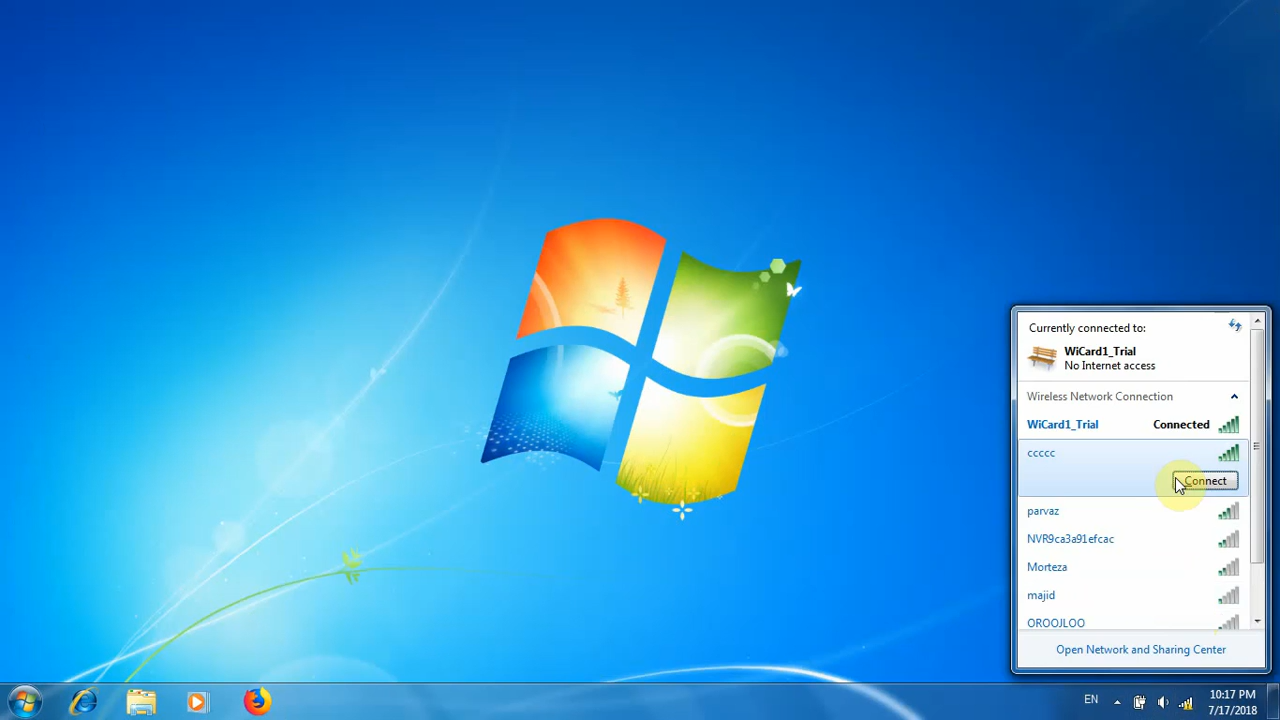 Currently connected to:
WiCard1_Trial
No Internet access
Wireless Network Connection
WiCard1_Trial Connected
ccccc
Connect
parvaz
NVR9ca3a91efcac
Morteza
majid
OROOJLOO
Open Network and Sharing Center
EN
10:17 PM
7/17/2018